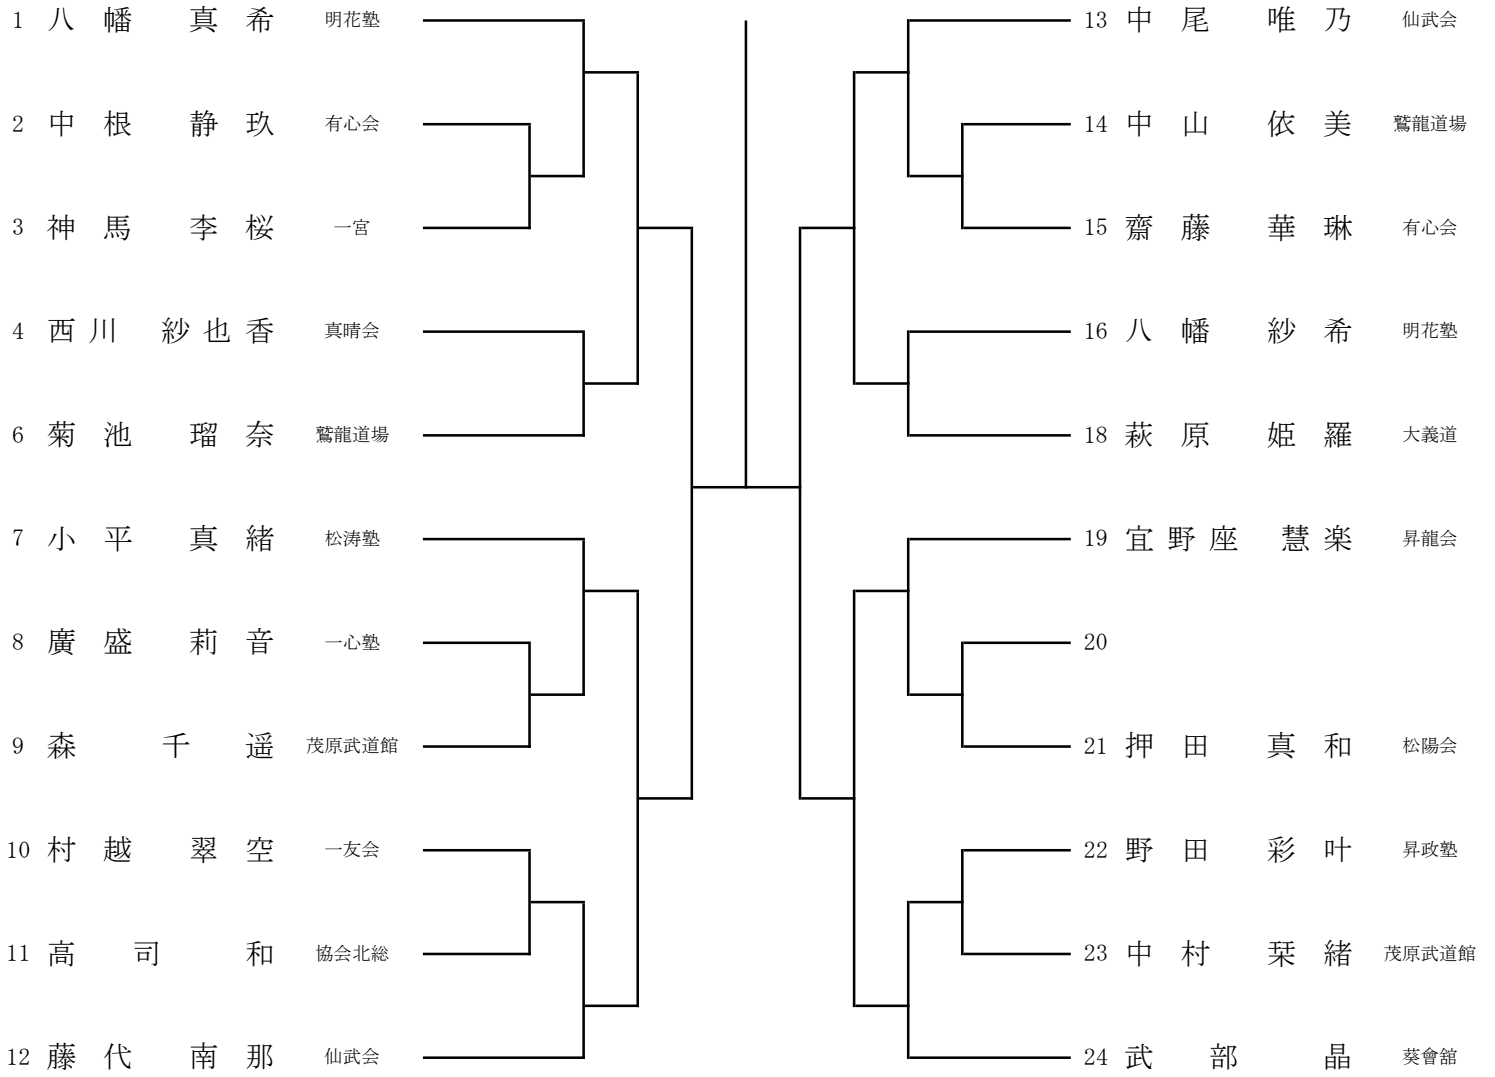 1 八幡 真希 明花塾
2 中根 静玖 有心会
3 神馬 李桜 一宮
4 西川 紗也香 真晴会
6 菊池 瑠奈 鷲龍道場
7 小平 真緒 松涛塾
8 廣盛 莉音 一心塾
9 森 千遥 茂原武道館
10 村越 翠空 一友会
11 高司 和 協会北総
12 藤代 南那 仙武会
13 中尾 唯乃 仙武会
14 中山 依美 鷲龍道場
15 齋藤 華琳 有心会
16 八幡 紗希 明花塾
18 萩原 姫羅 大義道
19 宜野座 慧楽 昇龍会
20
21 押田 真和 松陽会
22 野田 彩叶 昇政塾
23 中村 栞緒 茂原武道館
24 武部 晶 葵會舘